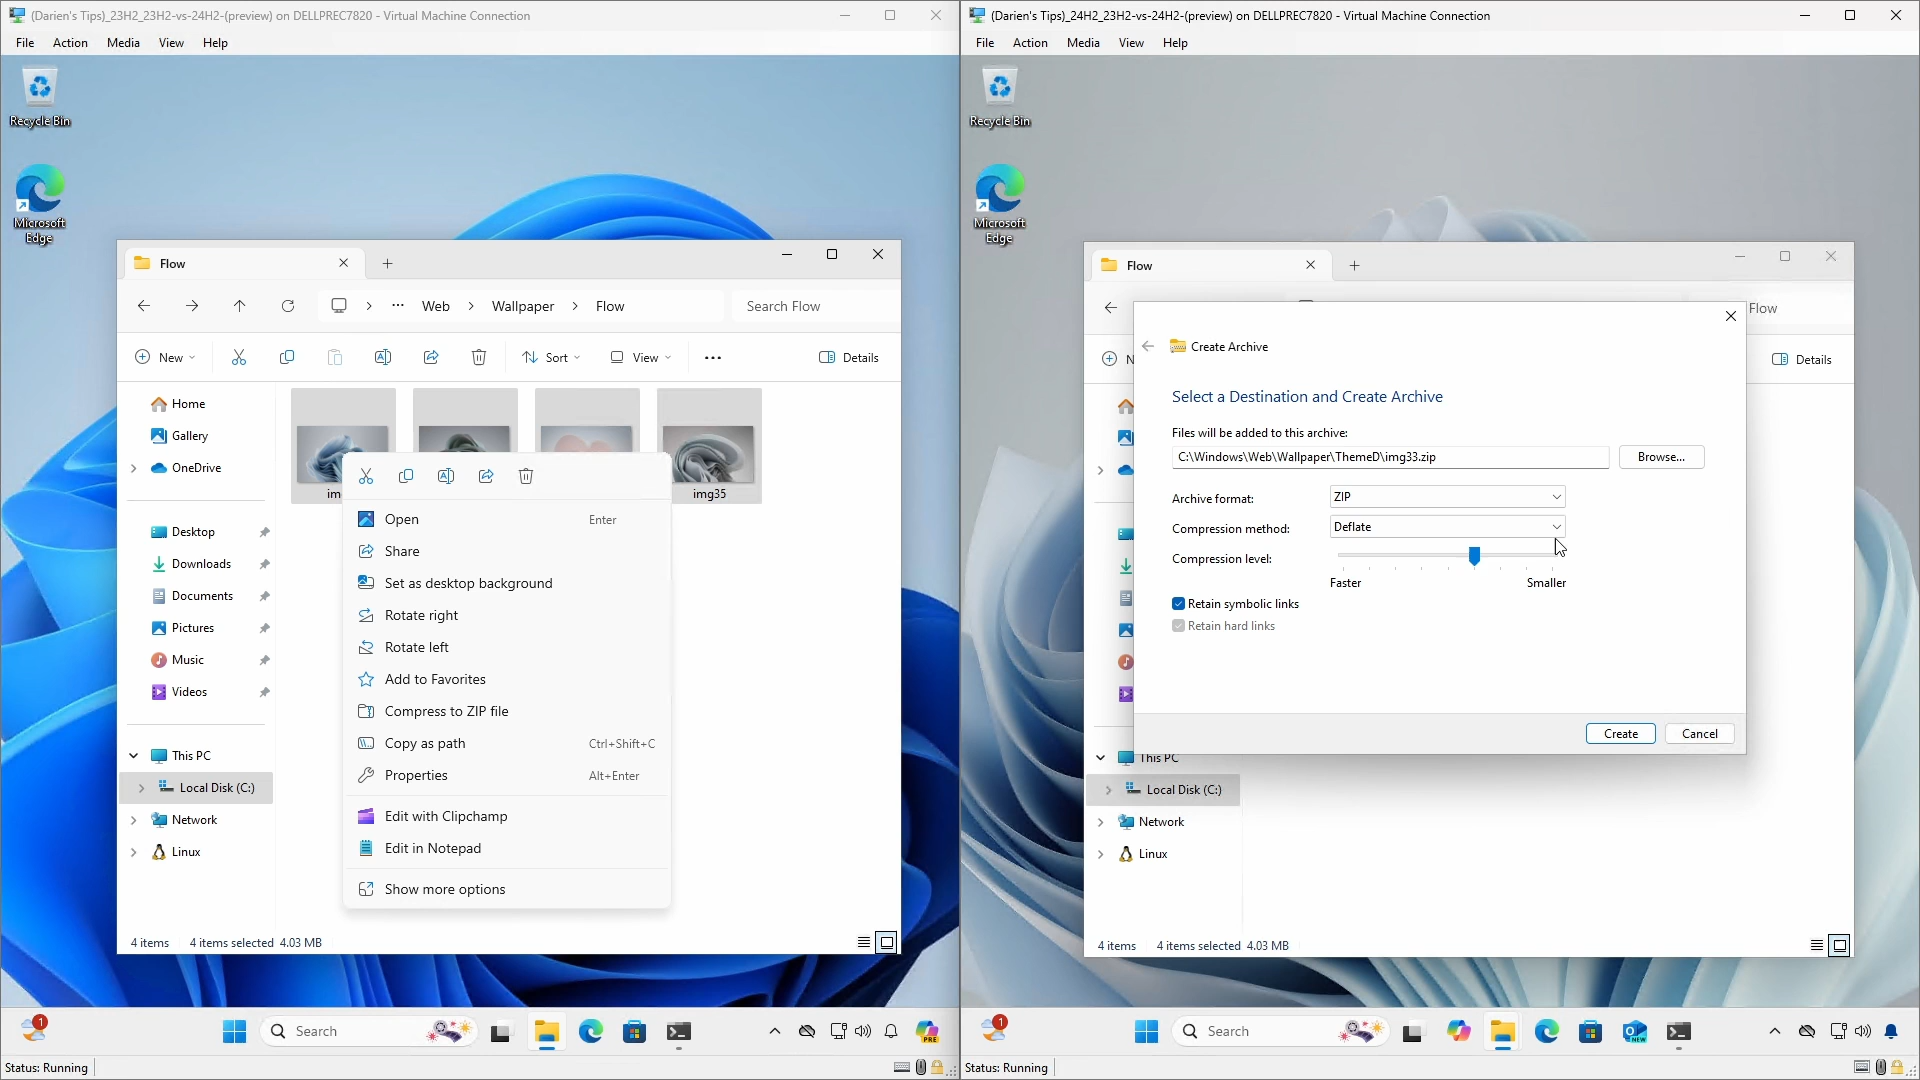 (Darien's Tips)_23H2_23H2-vs-24H2-(preview) on DELLPREC7820 - Virtual Machine Connection
File Action Media View Help
Recycle Bin
Microsoft
Edge
Flow
Web
Wallpaper
Flow
Search Flow
New
Sort
View
Details
Home
Gallery
OneDrive
Desktop
Downloads
Documents
Pictures
Music
Videos
This PC
Local Disk (C:)
Network
Linux
im
img35
Open Enter
Share
Set as desktop background
Rotate right
Rotate left
Add to Favorites
Compress to ZIP file
Copy as path Ctrl+Shift+C
Properties Alt+Enter
Edit with Clipchamp
Edit in Notepad
Show more options
4 items 4 items selected 4.03 MB
1
Search
PRE
Status: Running
(Darien's Tips)_24H2_23H2-vs-24H2-(preview) on DELLPREC7820 - Virtual Machine Connection
File Action Media View Help
Recycle Bin
Microsoft
Edge
Flow
Flow
N
Details
Create Archive
Select a Destination and Create Archive
Files will be added to this archive:
C:\Windows\Web\Wallpaper\ThemeD\img33.zip
Browse...
Archive format: ZIP
Compression method: Deflate
Compression level:
Faster Smaller
Retain symbolic links
Retain hard links
Create Cancel
This PC
Local Disk (C:)
Network
Linux
4 items 4 items selected 4.03 MB
1
Search
NEW
Status: Running